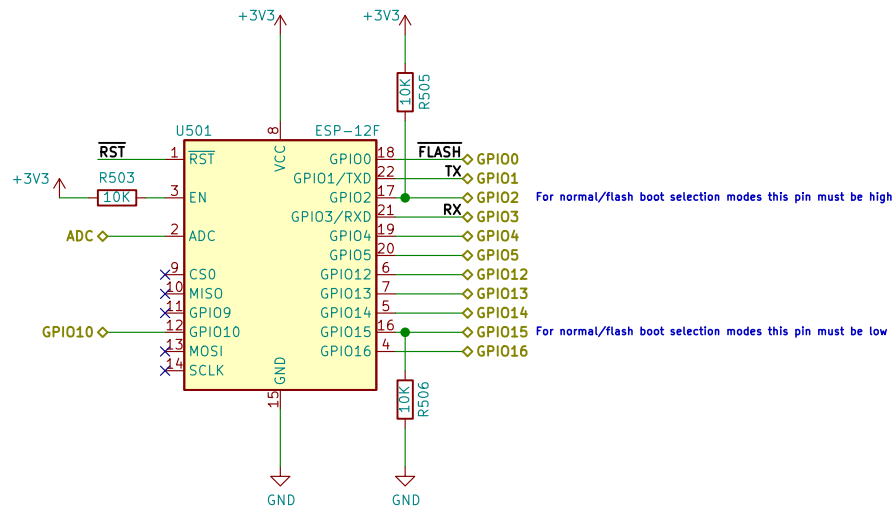 +3V3 +3V3
10K R505
U501 ESP-12F
8 VCC
RST 1 RST GPIO0 18 FLASH GPIO0
GPIO1/TXD 22 TX GPIO1
+3V3 R503 10K 3 EN GPIO2 17 GPIO2 For normal/flash boot selection modes this pin must be high
GPIO3/RXD 21 RX GPIO3
ADC 2 ADC GPIO4 19 GPIO4
GPIO5 20 GPIO5
9 CS0 GPIO12 6 GPIO12
10 MISO GPIO13 7 GPIO13
11 GPIO9 GPIO14 5 GPIO14
GPIO10 12 GPIO10 GPIO15 16 GPIO15 For normal/flash boot selection modes this pin must be low
13 MOSI GPIO16 4 GPIO16
14 SCLK
GND 15
10K R506
GND GND